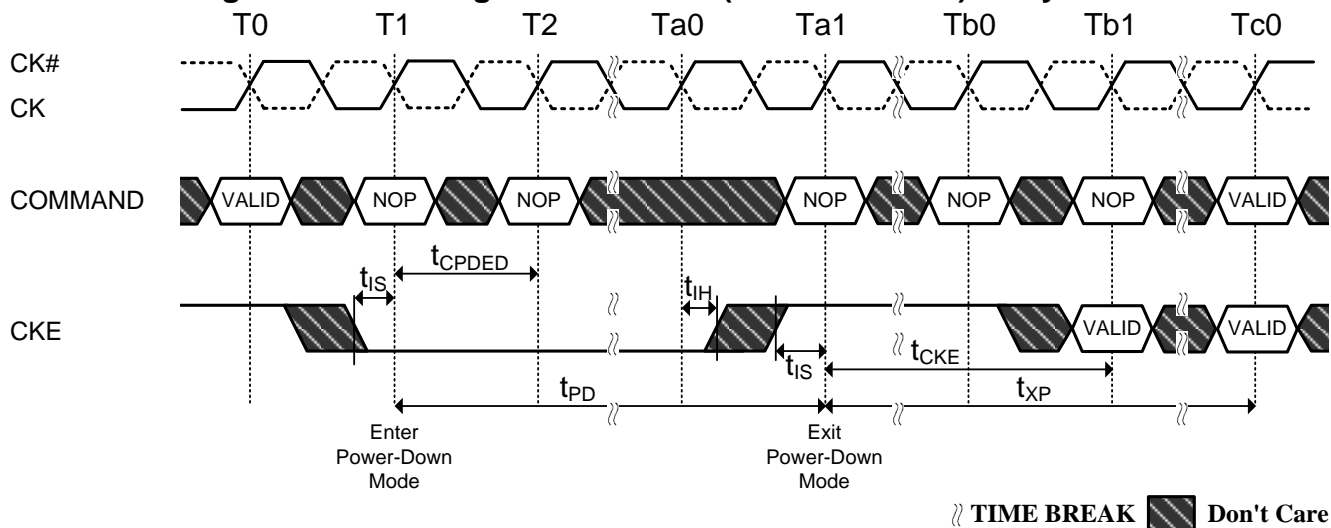 T0 T1 T2 Ta0 Ta1 Tb0 Tb1 Tc0
CK#
CK
COMMAND VALID NOP NOP NOP NOP NOP VALID
tCPDED
tIS tIH
CKE VALID VALID
tIS tCKE
tPD tXP
Enter Power-Down Mode
Exit Power-Down Mode
TIME BREAK Don't Care